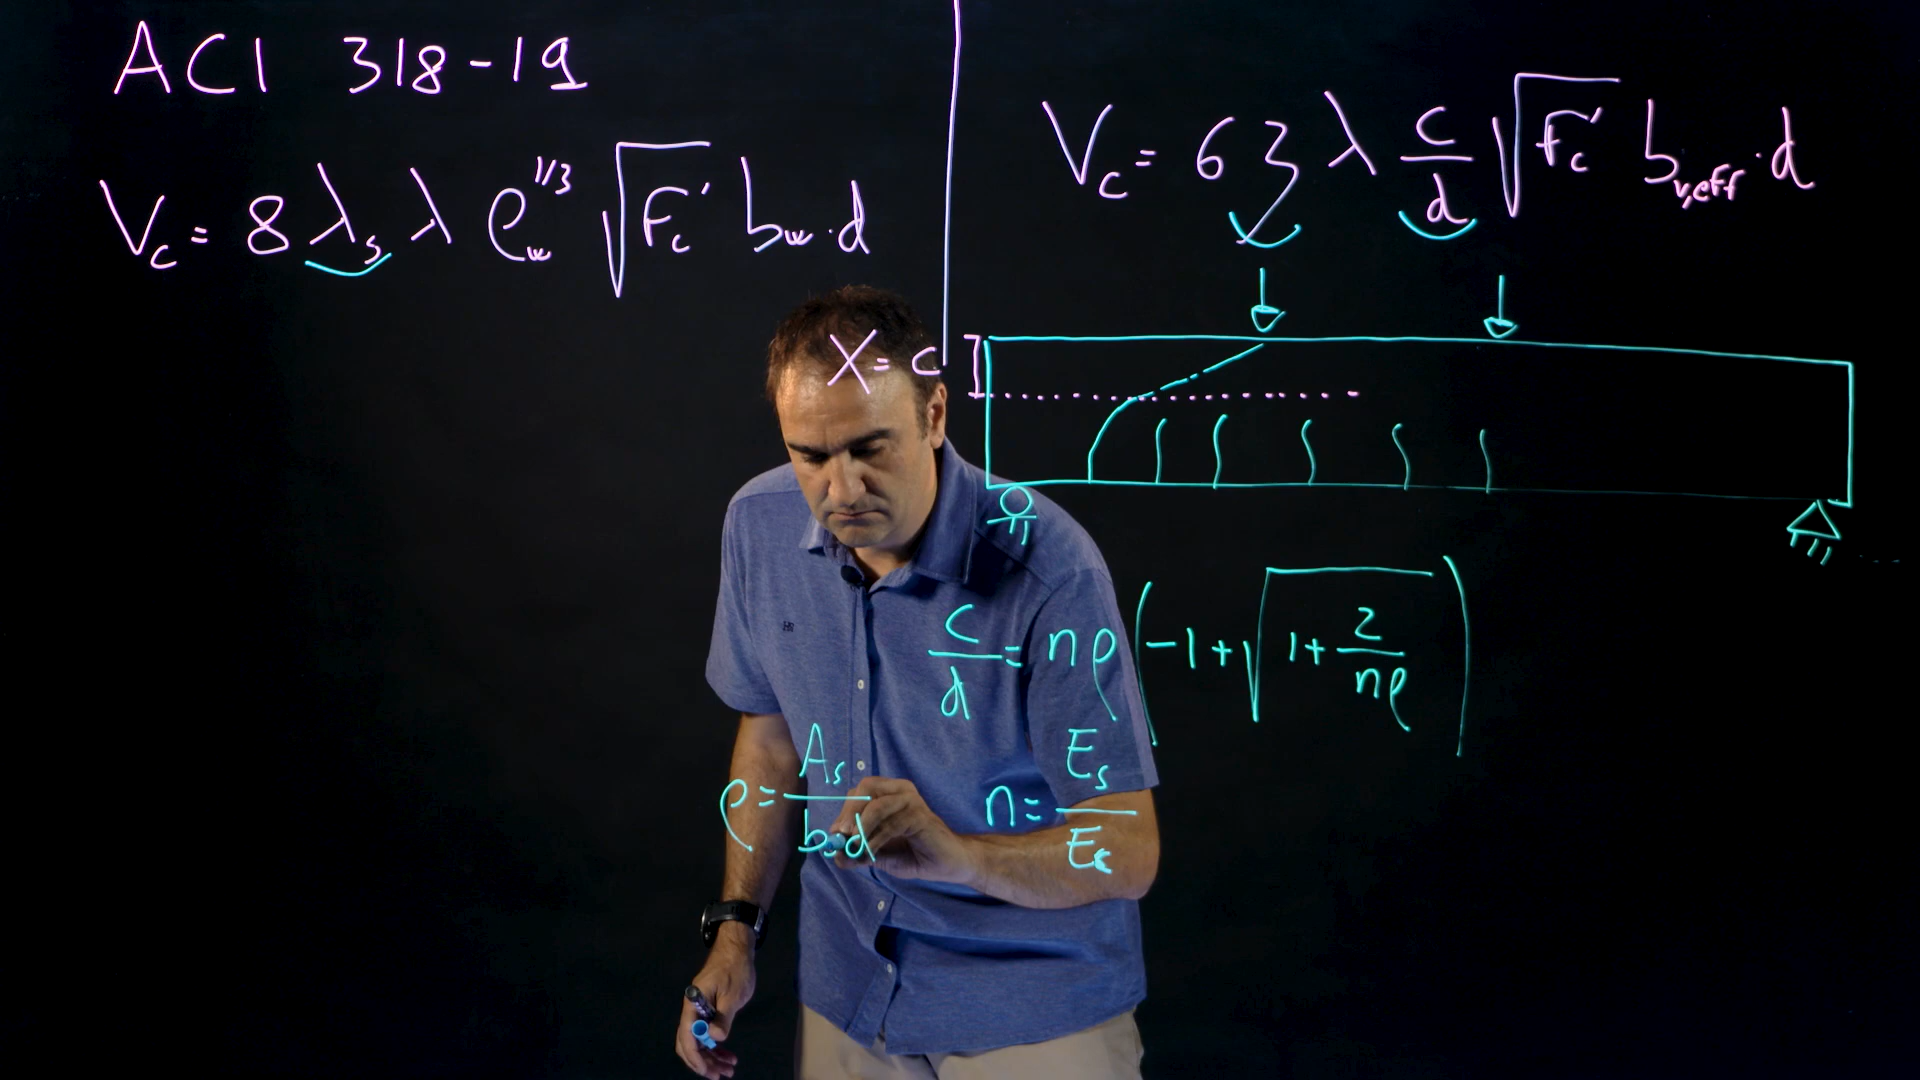 ACI 318-19
Vc = 8 λs λ ρw^1/3 √Fc' bw·d
Vc = 6 ξ λ c/d √Fc' bv,eff·d
X = c
c/d = nρ(-1+√(1+2/nρ))
ρ = As/b·d
n = Es/Ec